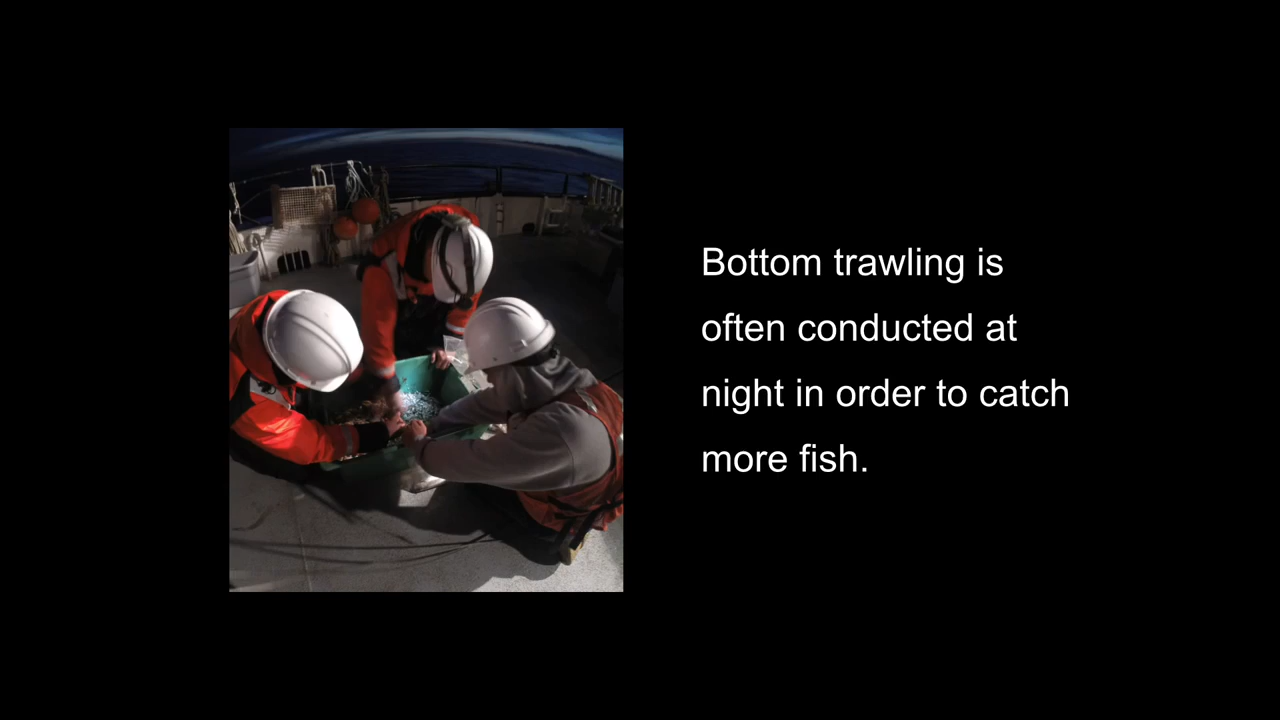 Bottom trawling is
often conducted at
night in order to catch
more fish.